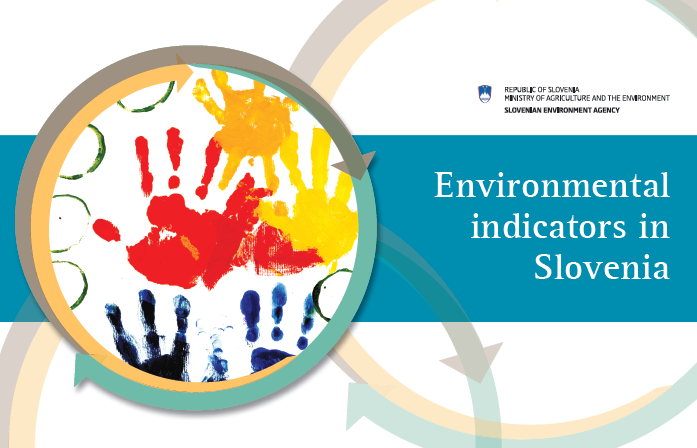 REPUBLIC OF SLOVENIA
MINISTRY OF AGRICULTURE AND THE ENVIRONMENT
SLOVENIAN ENVIRONMENT AGENCY
Environmental
indicators in
Slovenia